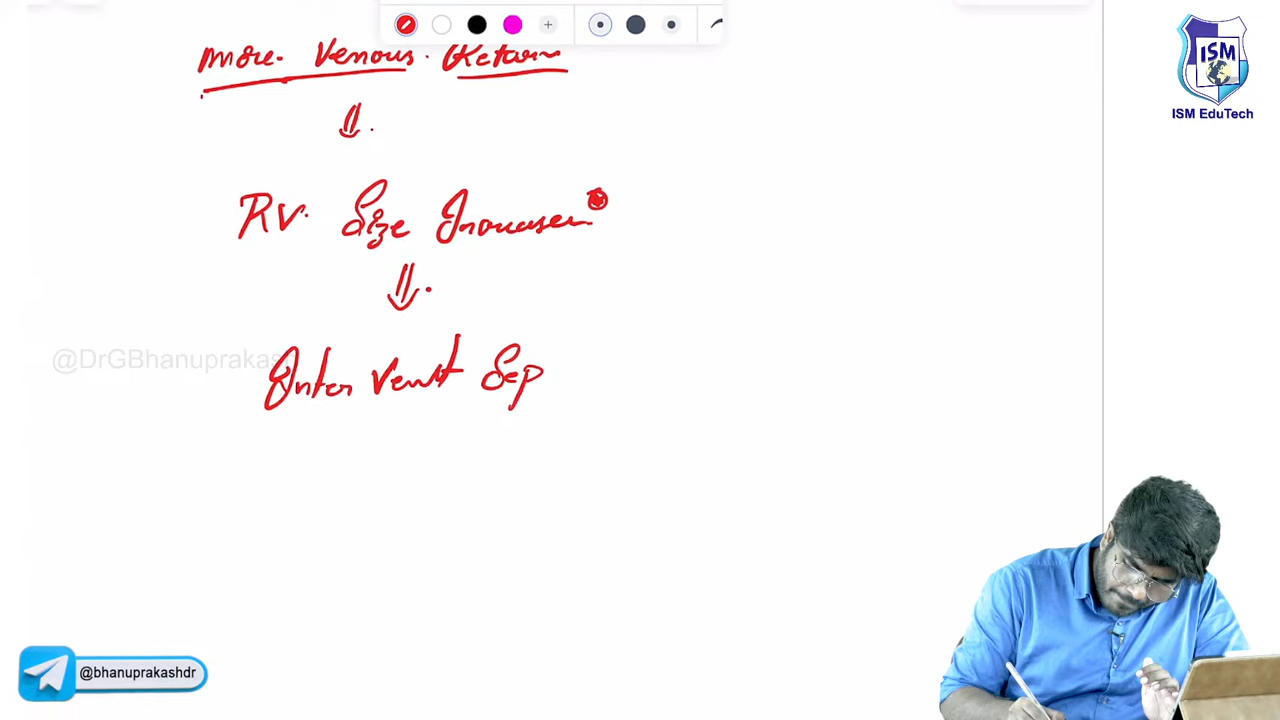 more Venous Return
ISM
ISM EduTech
RV Size Increases
@DrGBhanuprakas
Inter Vent Sep
@bhanuprakashdr